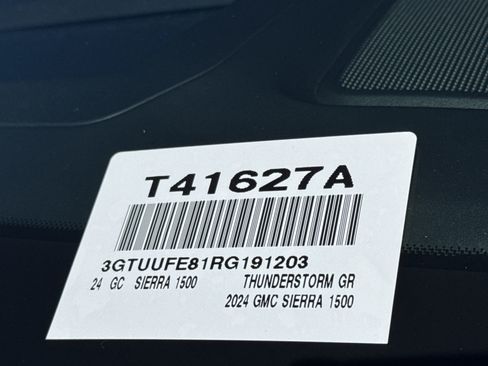 T41627A
3GTUUFE81RG191203
24 GC SIERRA 1500 THUNDERSTORM GR
2024 GMC SIERRA 1500